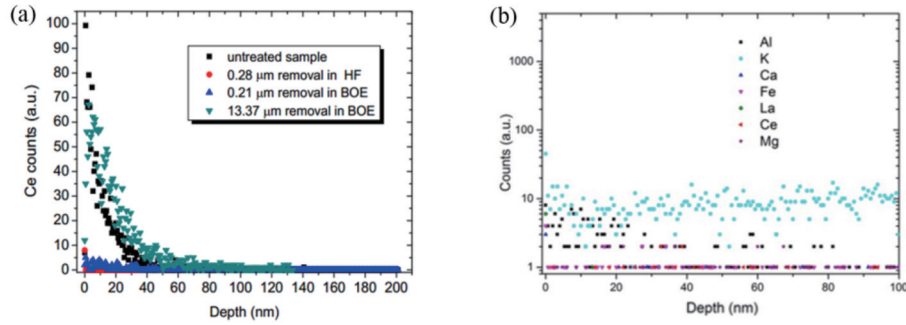 (a)
100
90
80
70
60
50
40
30
20
10
0
Ce counts (a.u.)
untreated sample
0.28 μm removal in HF
0.21 μm removal in BOE
13.37 μm removal in BOE
0 20 40 60 80 100 120 140 160 180 200
Depth (nm)
(b)
1000
100
10
1
Counts (a.u.)
Al
K
Ca
Fe
La
Ce
Mg
0 20 40 60 80 100
Depth (nm)